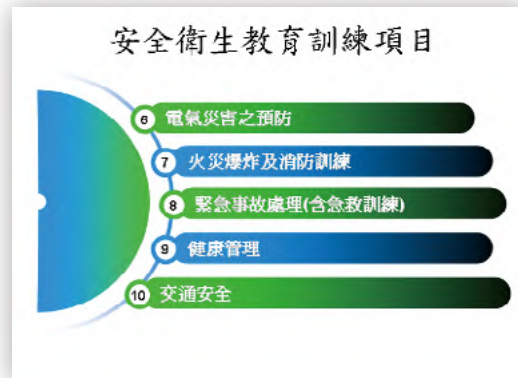 安全衛生教育訓練項目
6 電氣災害之預防
7 火災爆炸及消防訓練
8 緊急事故處理(含急救訓練)
9 健康管理
10 交通安全